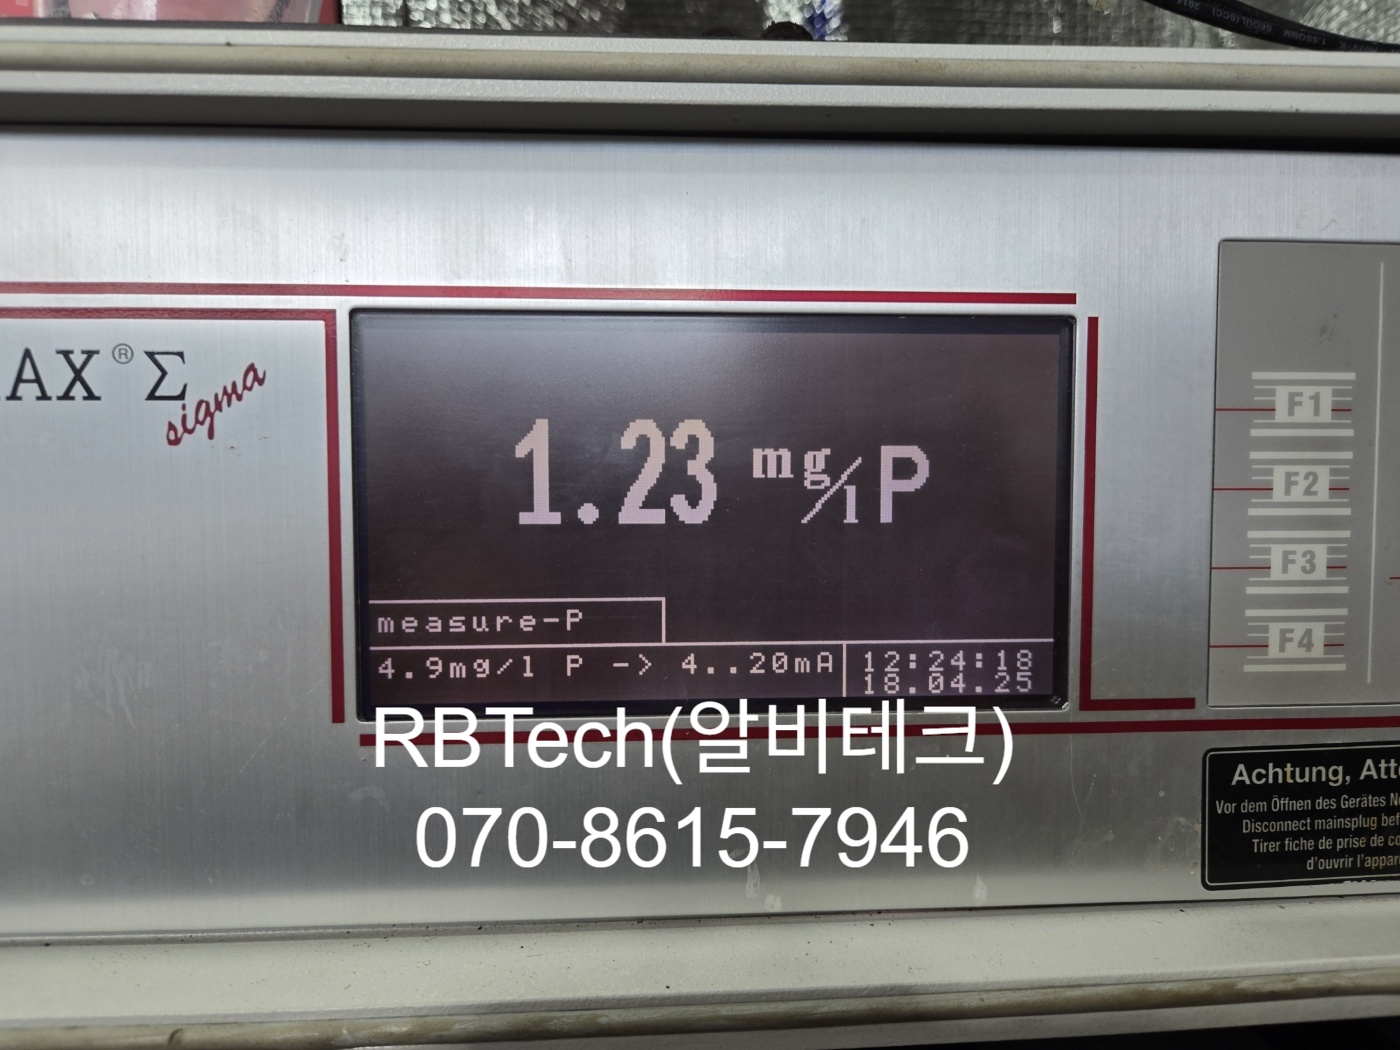 AX® Σ
sigma
1.23 mg/l P
measure-P
4.9mg/l P -> 4..20mA
12:24:18
18.04.25
F1
F2
F3
F4
RBTech(알비테크)
070-8615-7946
Achtung,
Vor dem Öffnen des Gerätes
Disconnect mainsplug
Tirer fiche de prise de
d'ouvrir